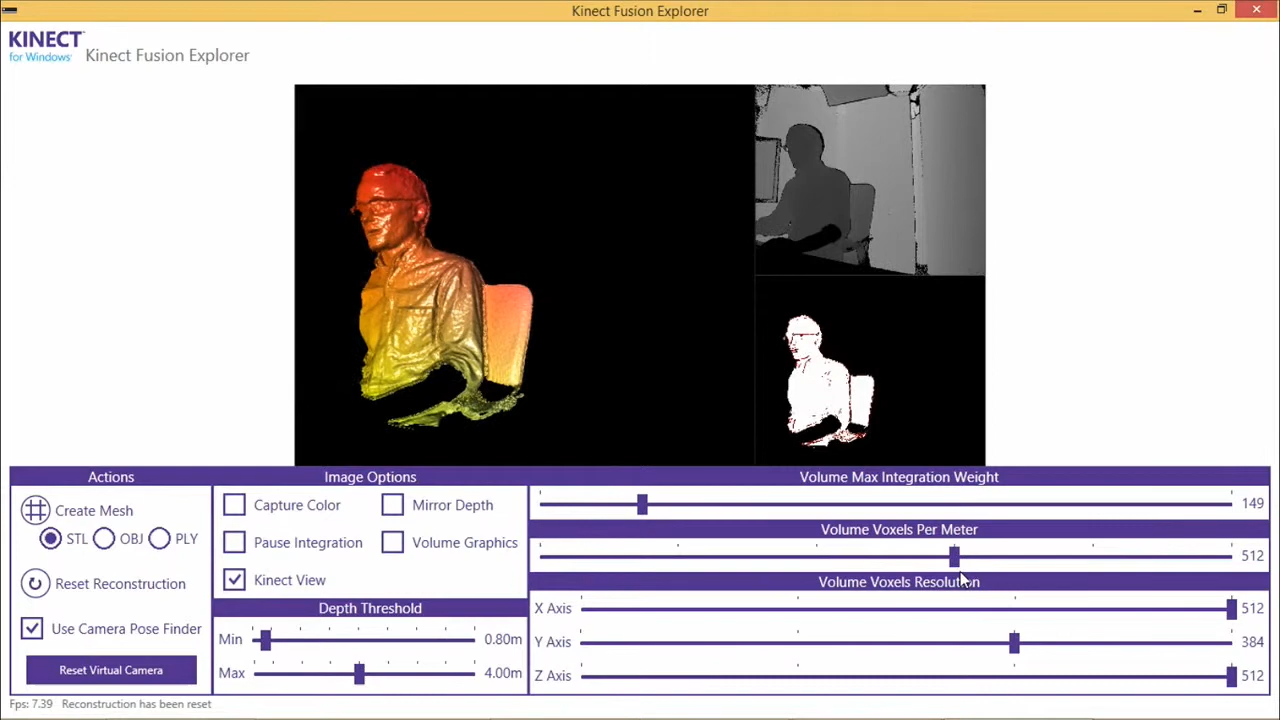 Kinect Fusion Explorer
KINECT
for Windows
Kinect Fusion Explorer
Actions
Create Mesh
STL
OBJ
PLY
Reset Reconstruction
Use Camera Pose Finder
Reset Virtual Camera
Image Options
Capture Color
Mirror Depth
Pause Integration
Volume Graphics
Kinect View
Depth Threshold
Min
0.80m
Max
4.00m
Volume Max Integration Weight
149
Volume Voxels Per Meter
512
Volume Voxels Resolution
X Axis
512
Y Axis
384
Z Axis
512
Fps: 7.39 Reconstruction has been reset